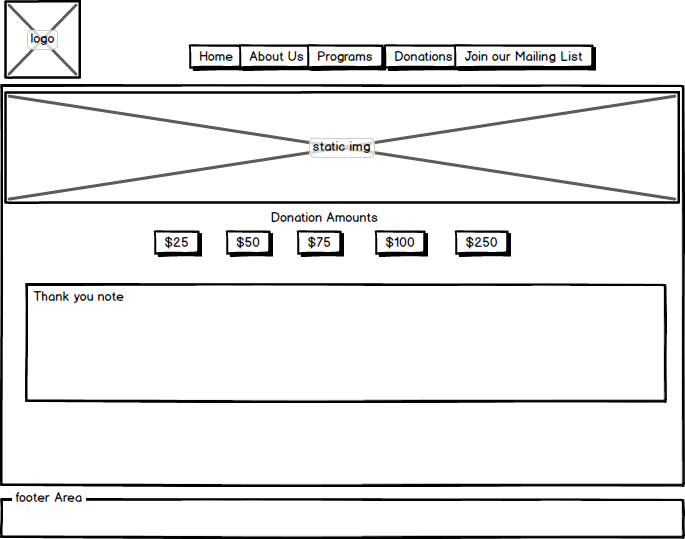 logo
Home About Us Programs Donations Join our Mailing List
static img
Donation Amounts
$25 $50 $75 $100 $250
Thank you note
footer Area